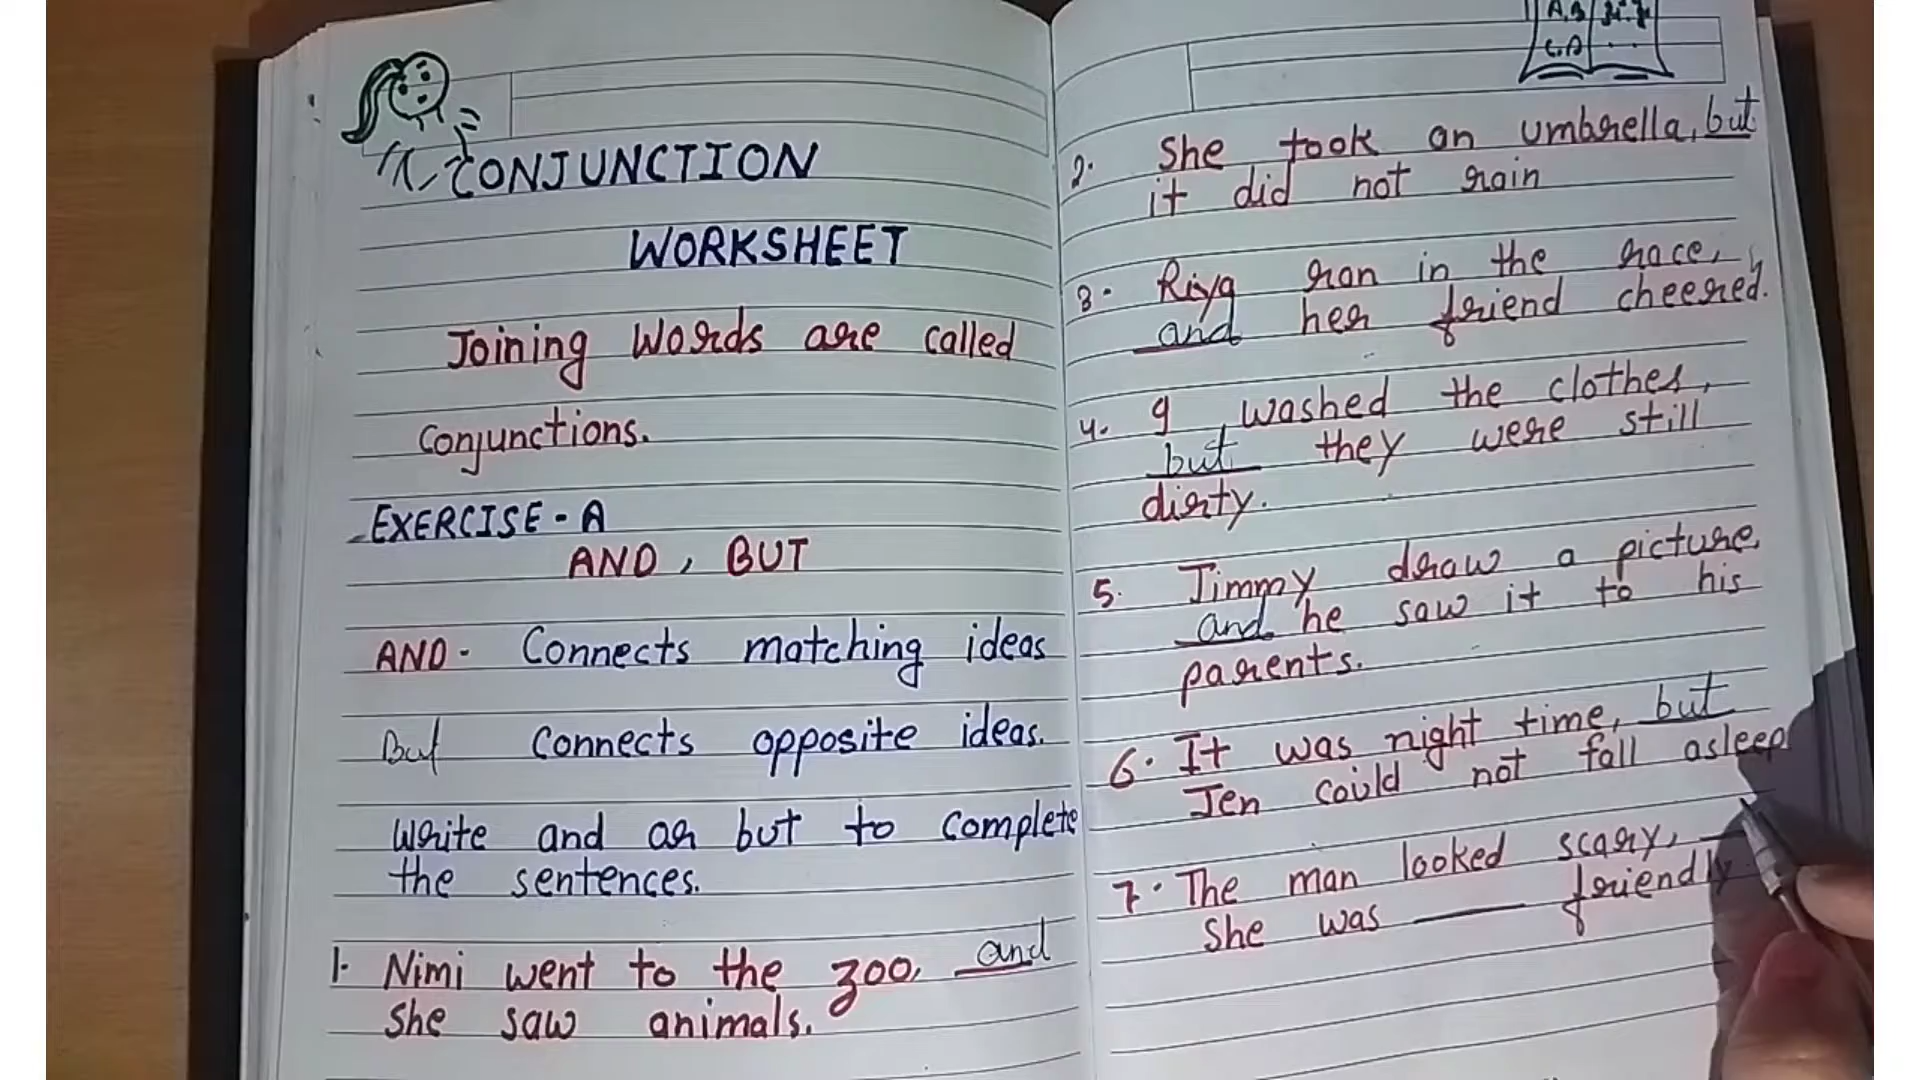 CONJUNCTION
WORKSHEET
Joining Words are called
Conjunctions.
EXERCISE - A
AND, BUT
AND - Connects matching ideas
But Connects opposite ideas.
Write and or but to complete
the sentences.
1. Nimi went to the zoo, and
She saw animals.
A.B
C.D
2. She took an umbrella, but
it did not rain
3. Riya ran in the race,
and her friend cheered.
4. I washed the clothes,
but they were still
dirty.
5. Jimmy draw a picture,
and he saw it to his
parents.
6. It was night time, but
Jen could not fall asleep
7. The man looked scary,
She was ____ friendly